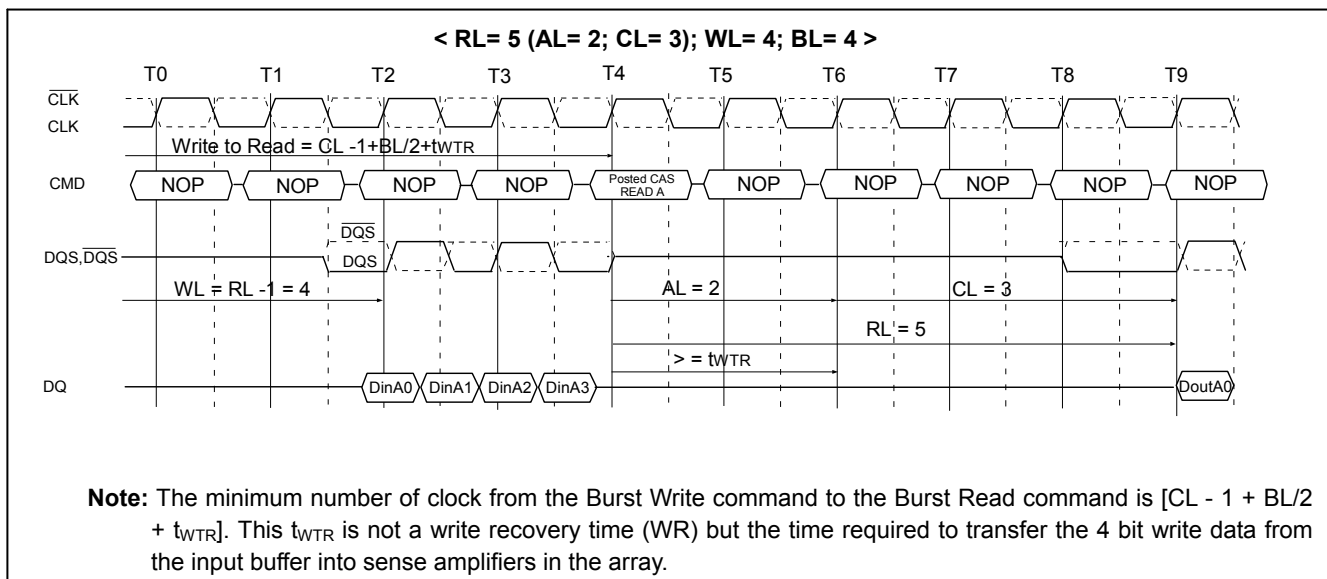 < RL= 5 (AL= 2; CL= 3); WL= 4; BL= 4 >
T0 T1 T2 T3 T4 T5 T6 T7 T8 T9
CLK
CLK
Write to Read = CL -1+BL/2+tWTR
CMD NOP NOP NOP NOP Posted CAS READ A NOP NOP NOP NOP NOP
DQS
DQS,DQS DQS
WL = RL -1 = 4 AL = 2 CL = 3
RL = 5
> = tWTR
DQ DinA0 DinA1 DinA2 DinA3 DoutA0
Note: The minimum number of clock from the Burst Write command to the Burst Read command is [CL - 1 + BL/2
+ tWTR]. This tWTR is not a write recovery time (WR) but the time required to transfer the 4 bit write data from
the input buffer into sense amplifiers in the array.